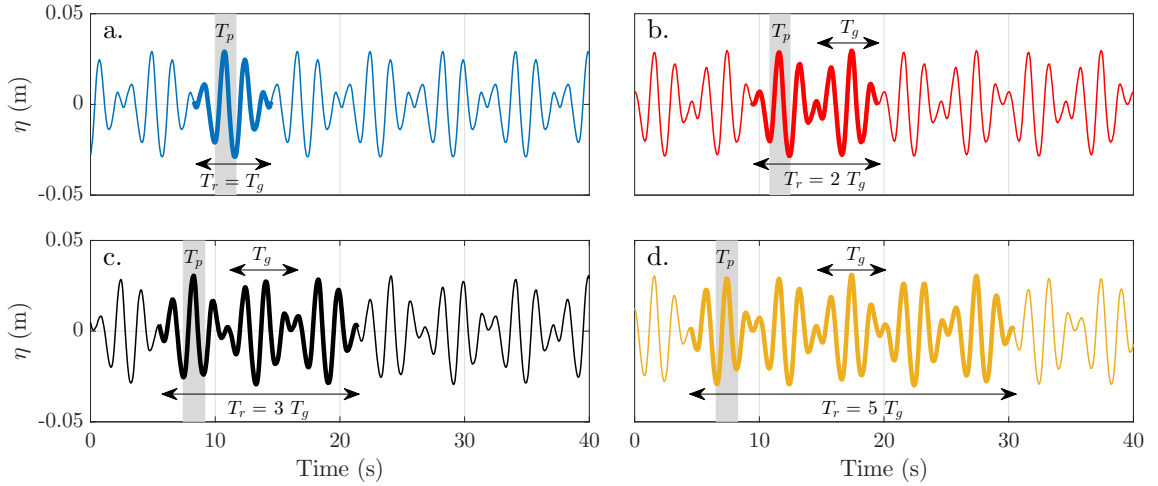 0.05
a.
T_p
η (m)
0
T_r = T_g
-0.05
b.
T_p
T_g
T_r = 2 T_g
0.05
c.
T_p
T_g
η (m)
0
T_r = 3 T_g
-0.05
0
10
20
30
40
Time (s)
d.
T_p
T_g
T_r = 5 T_g
0
10
20
30
40
Time (s)